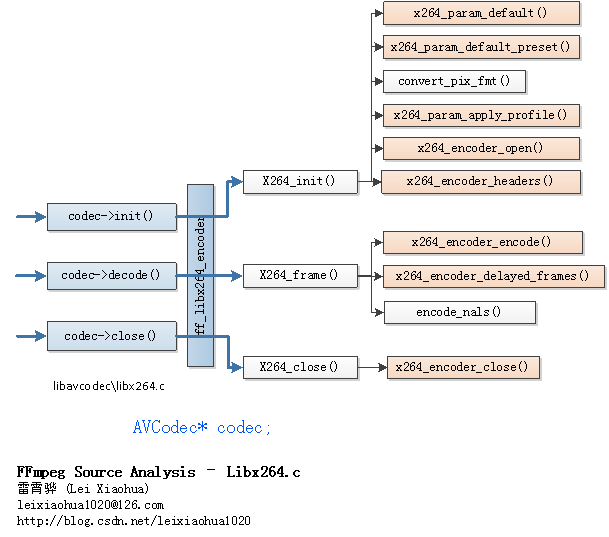 x264_param_default()
x264_param_default_preset()
convert_pix_fmt()
x264_param_apply_profile()
x264_encoder_open()
X264_init()
x264_encoder_headers()
codec->init()
ff_libx264_encoder
x264_encoder_encode()
codec->decode()
X264_frame()
x264_encoder_delayed_frames()
encode_nals()
codec->close()
X264_close()
x264_encoder_close()
libavcodec\libx264.c
AVCodec* codec;
FFmpeg Source Analysis - Libx264.c
雷霄骅 (Lei Xiaohua)
leixiaohua1020@126.com
http://blog.csdn.net/leixiaohua1020